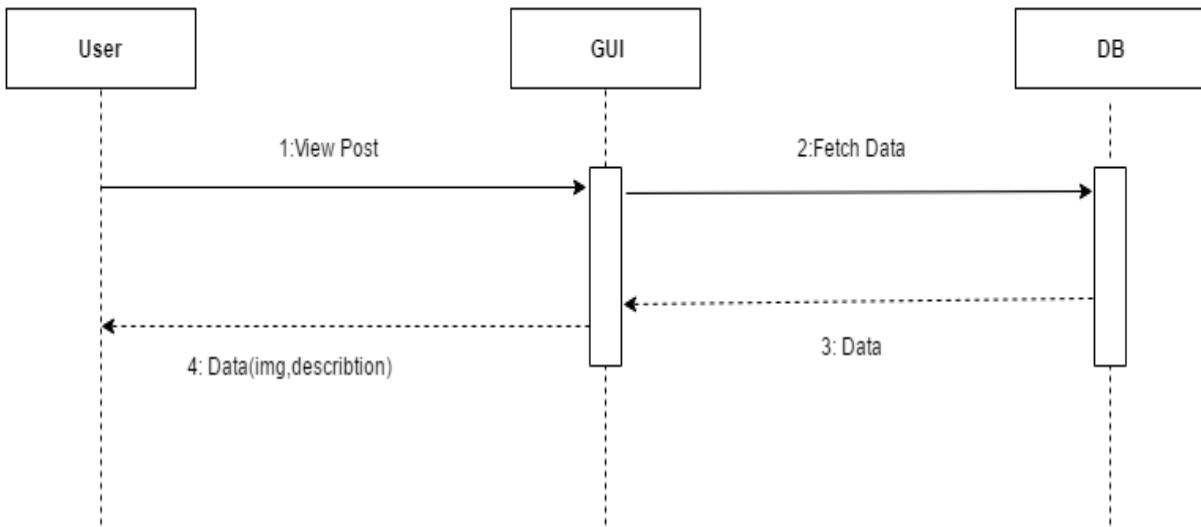 User
GUI
DB
1:View Post
2:Fetch Data
3: Data
4: Data(img,describtion)